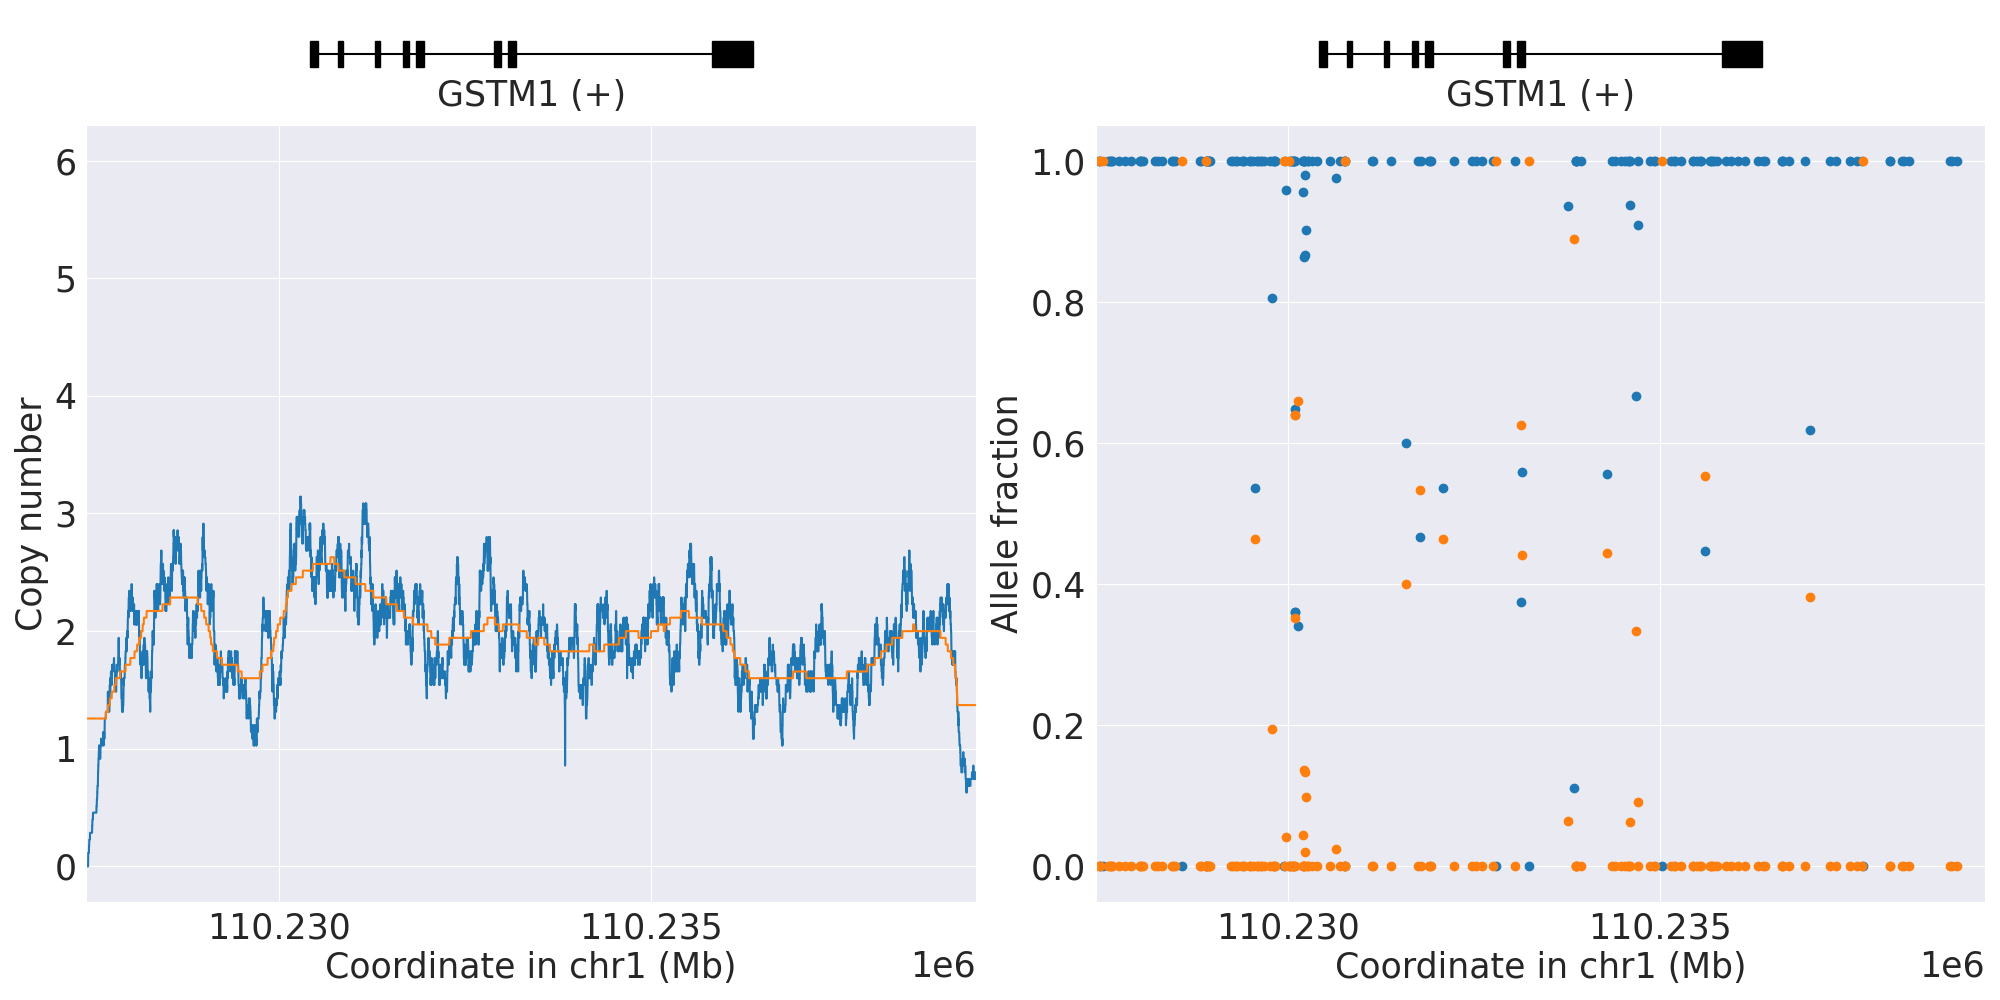 GSTM1 (+)
Copy number
6
5
4
3
2
1
0
110.230
110.235
Coordinate in chr1 (Mb)
1e6
GSTM1 (+)
Allele fraction
1.0
0.8
0.6
0.4
0.2
0.0
110.230
110.235
Coordinate in chr1 (Mb)
1e6